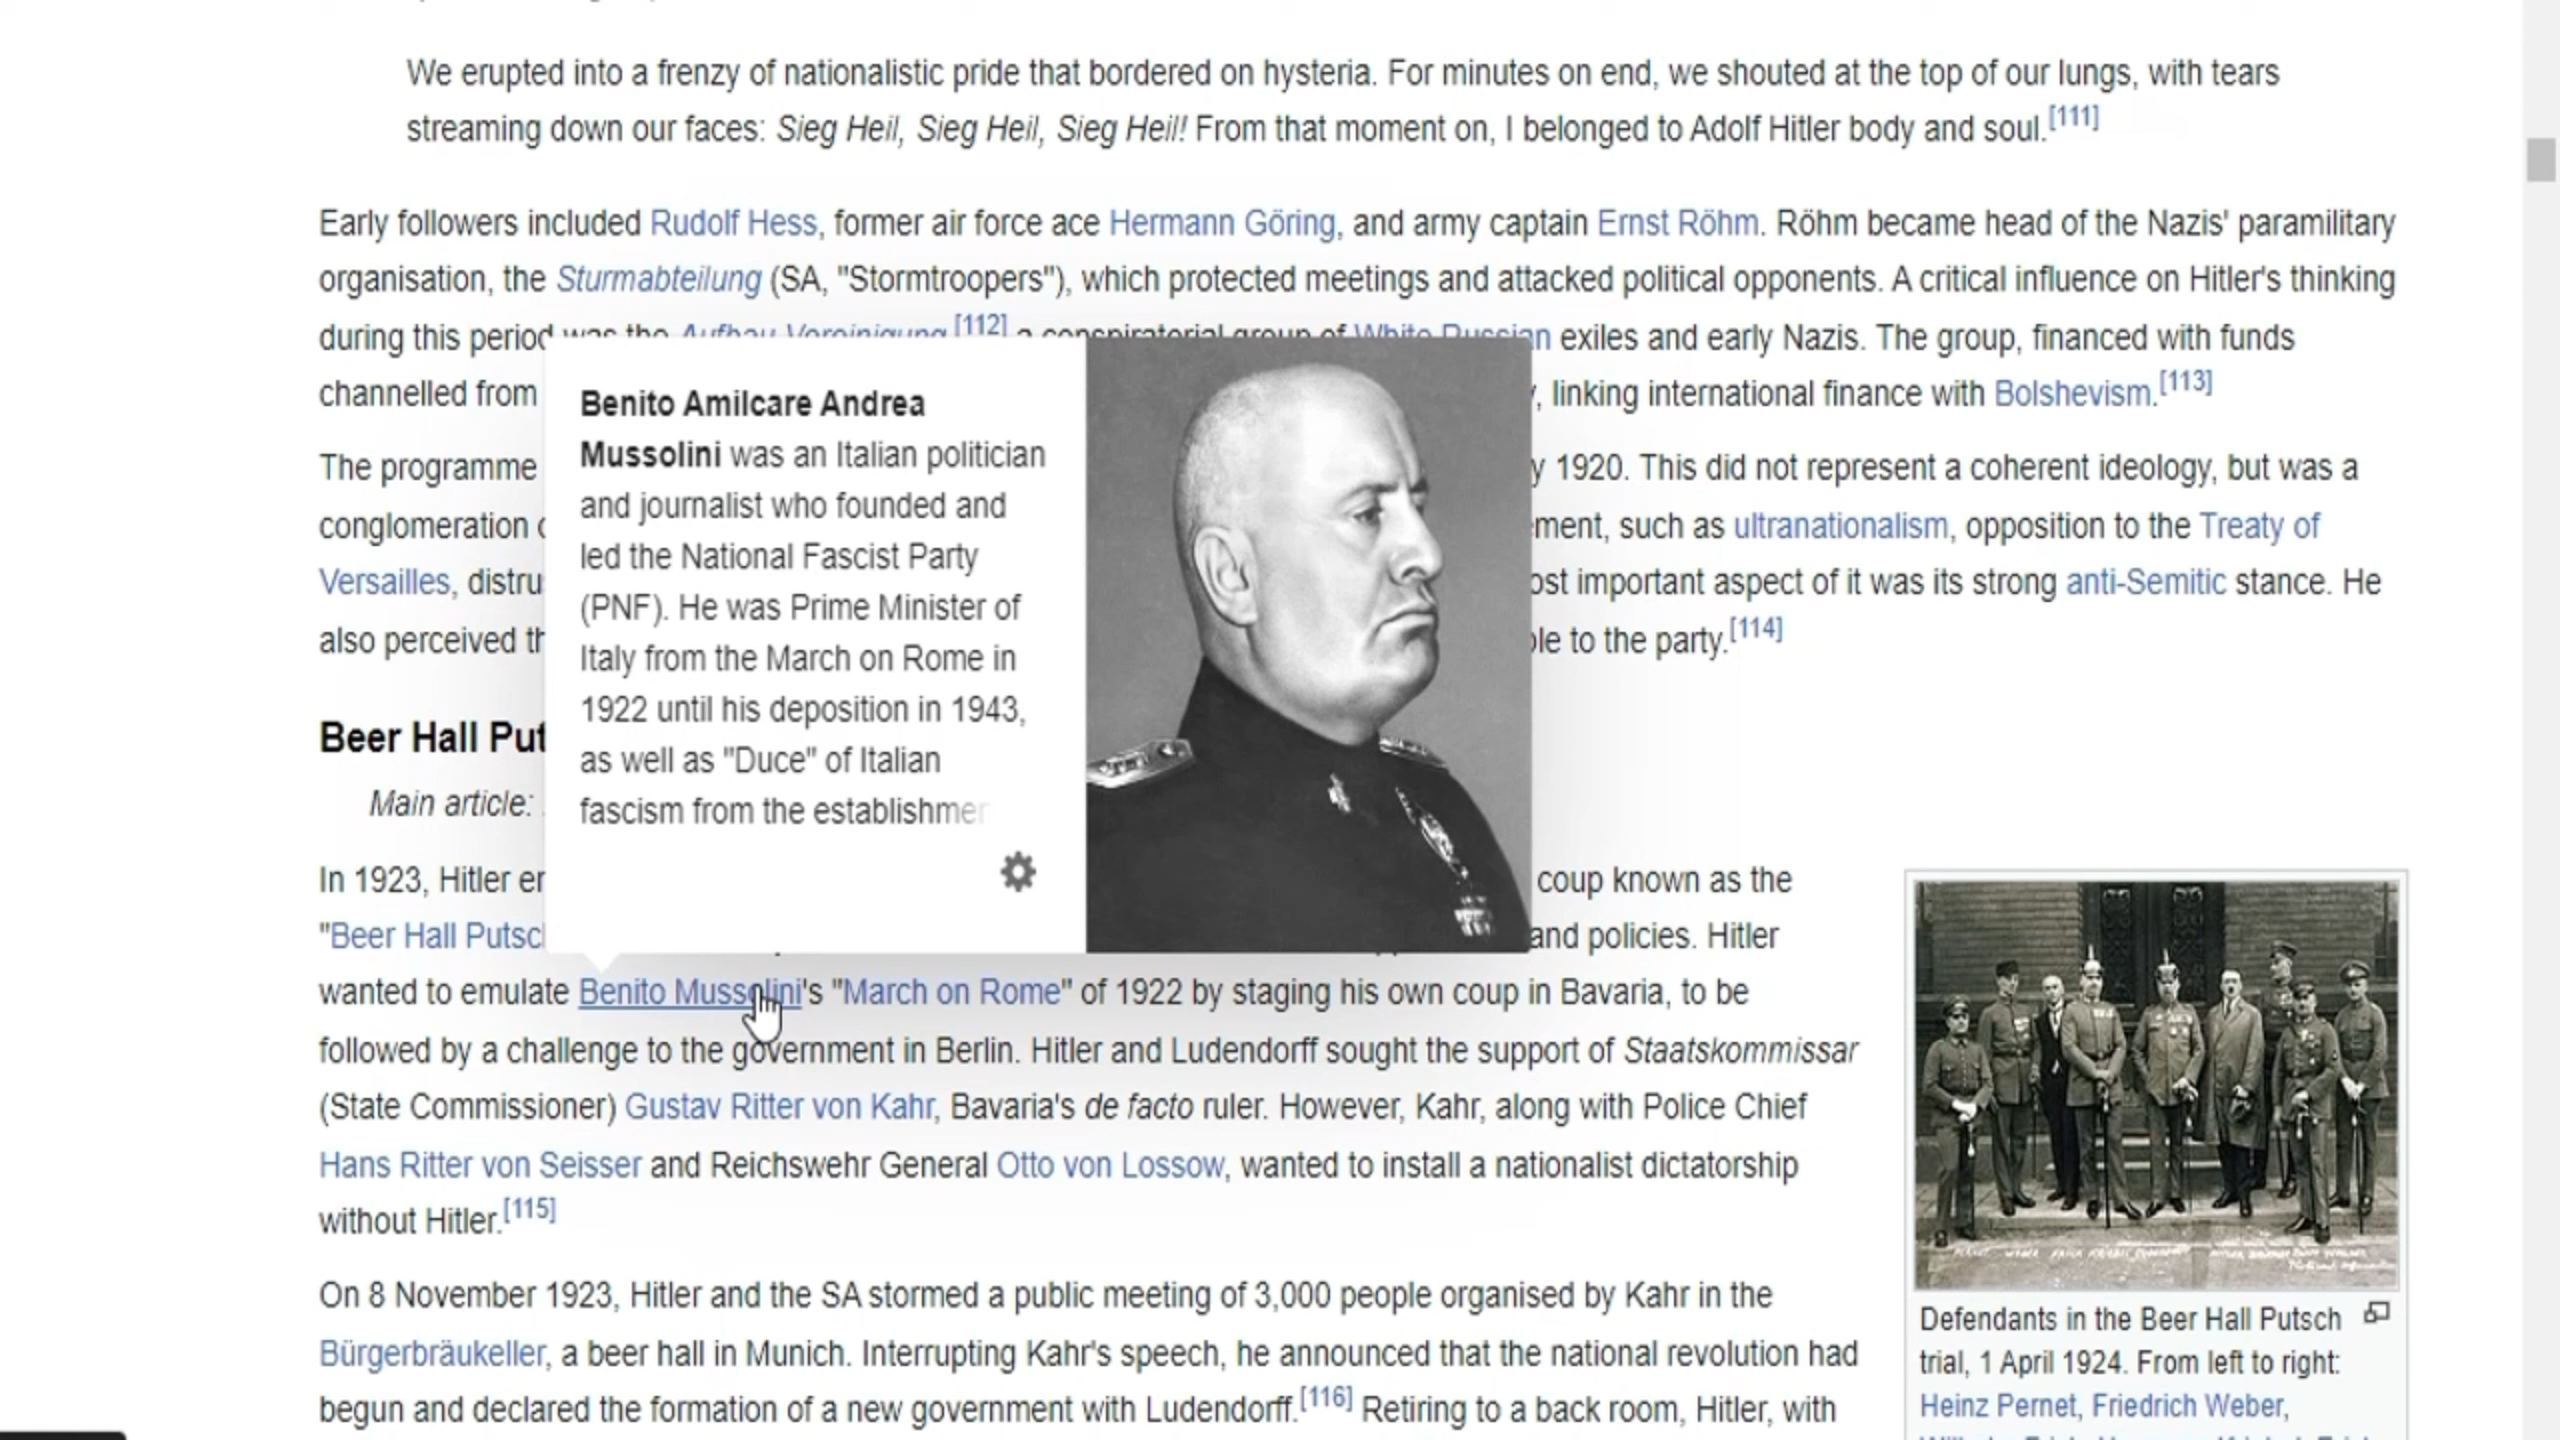 We erupted into a frenzy of nationalistic pride that bordered on hysteria. For minutes on end, we shouted at the top of our lungs, with tears
streaming down our faces: Sieg Heil, Sieg Heil, Sieg Heil! From that moment on, I belonged to Adolf Hitler body and soul.[111]
Early followers included Rudolf Hess, former air force ace Hermann Göring, and army captain Ernst Röhm. Röhm became head of the Nazis' paramilitary
organisation, the Sturmabteilung (SA, "Stormtroopers"), which protected meetings and attacked political opponents. A critical influence on Hitler's thinking
during this period was the Aufbau Vereinigung,[112] a conspiratorial group of White Russian exiles and early Nazis. The group, financed with funds
channelled from , linking international finance with Bolshevism.[113]
The programme y 1920. This did not represent a coherent ideology, but was a
conglomeration ment, such as ultranationalism, opposition to the Treaty of
Versailles, distru ost important aspect of it was its strong anti-Semitic stance. He
also perceived th ble to the party.[114]
Beer Hall Put
Main article:
In 1923, Hitler en coup known as the
"Beer Hall Putsc and policies. Hitler
wanted to emulate Benito Mussolini's "March on Rome" of 1922 by staging his own coup in Bavaria, to be
followed by a challenge to the government in Berlin. Hitler and Ludendorff sought the support of Staatskommissar
(State Commissioner) Gustav Ritter von Kahr, Bavaria's de facto ruler. However, Kahr, along with Police Chief
Hans Ritter von Seisser and Reichswehr General Otto von Lossow, wanted to install a nationalist dictatorship
without Hitler.[115]
On 8 November 1923, Hitler and the SA stormed a public meeting of 3,000 people organised by Kahr in the
Bürgerbräukeller, a beer hall in Munich. Interrupting Kahr's speech, he announced that the national revolution had
begun and declared the formation of a new government with Ludendorff.[116] Retiring to a back room, Hitler, with
Benito Amilcare Andrea
Mussolini was an Italian politician
and journalist who founded and
led the National Fascist Party
(PNF). He was Prime Minister of
Italy from the March on Rome in
1922 until his deposition in 1943,
as well as "Duce" of Italian
fascism from the establishmen
Defendants in the Beer Hall Putsch
trial, 1 April 1924. From left to right:
Heinz Pernet, Friedrich Weber,